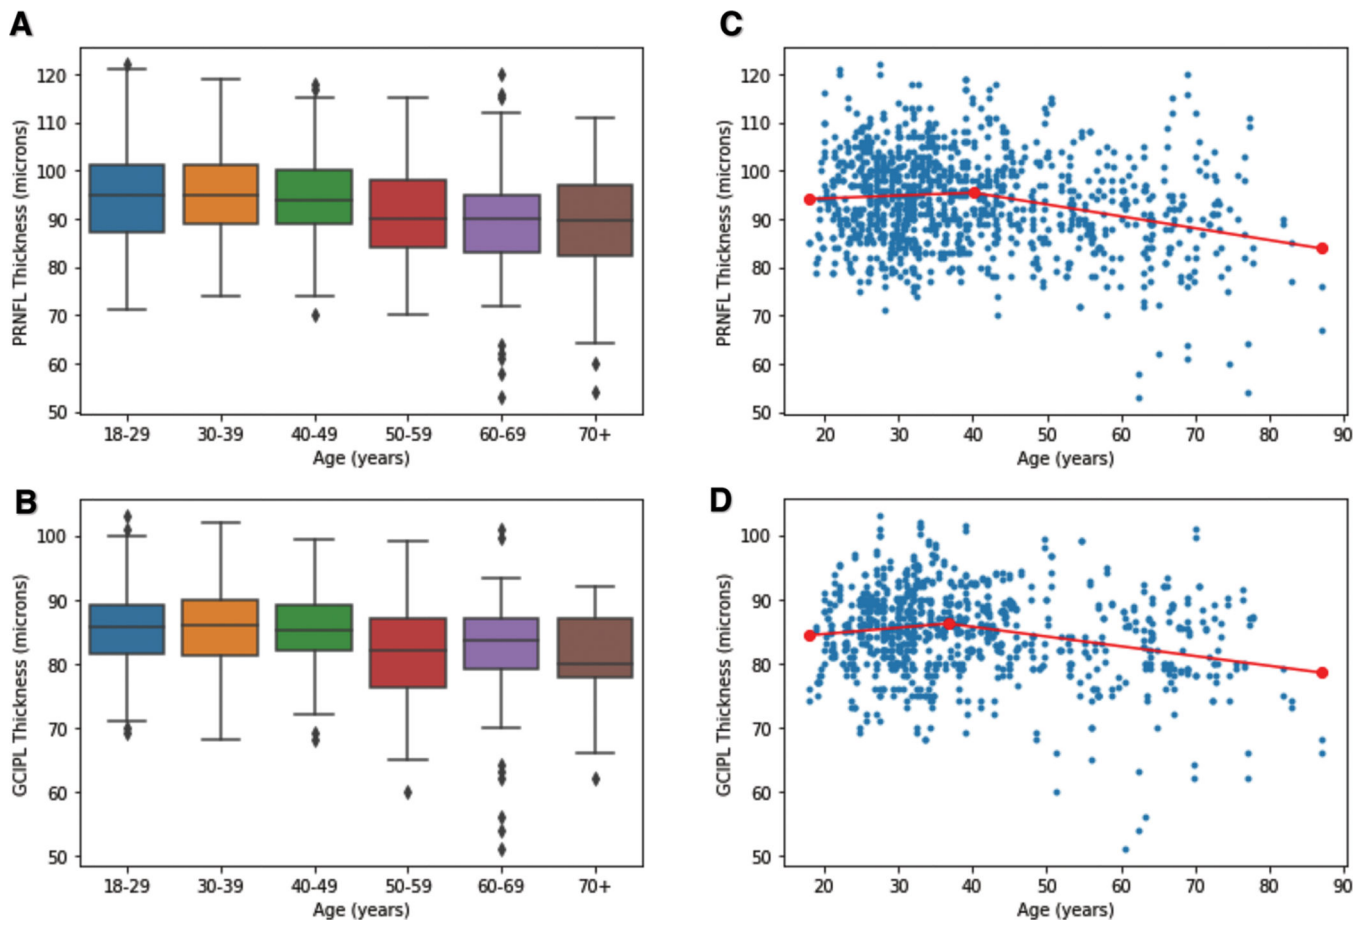 A
PRNFL Thickness (microns)
120
110
100
90
80
70
60
50
18-29 30-39 40-49 50-59 60-69 70+
Age (years)
C
PRNFL Thickness (microns)
120
110
100
90
80
70
60
50
20 30 40 50 60 70 80 90
Age (years)
B
GCIPL Thickness (microns)
100
90
80
70
60
50
18-29 30-39 40-49 50-59 60-69 70+
Age (years)
D
GCIPL Thickness (microns)
100
90
80
70
60
50
20 30 40 50 60 70 80 90
Age (years)